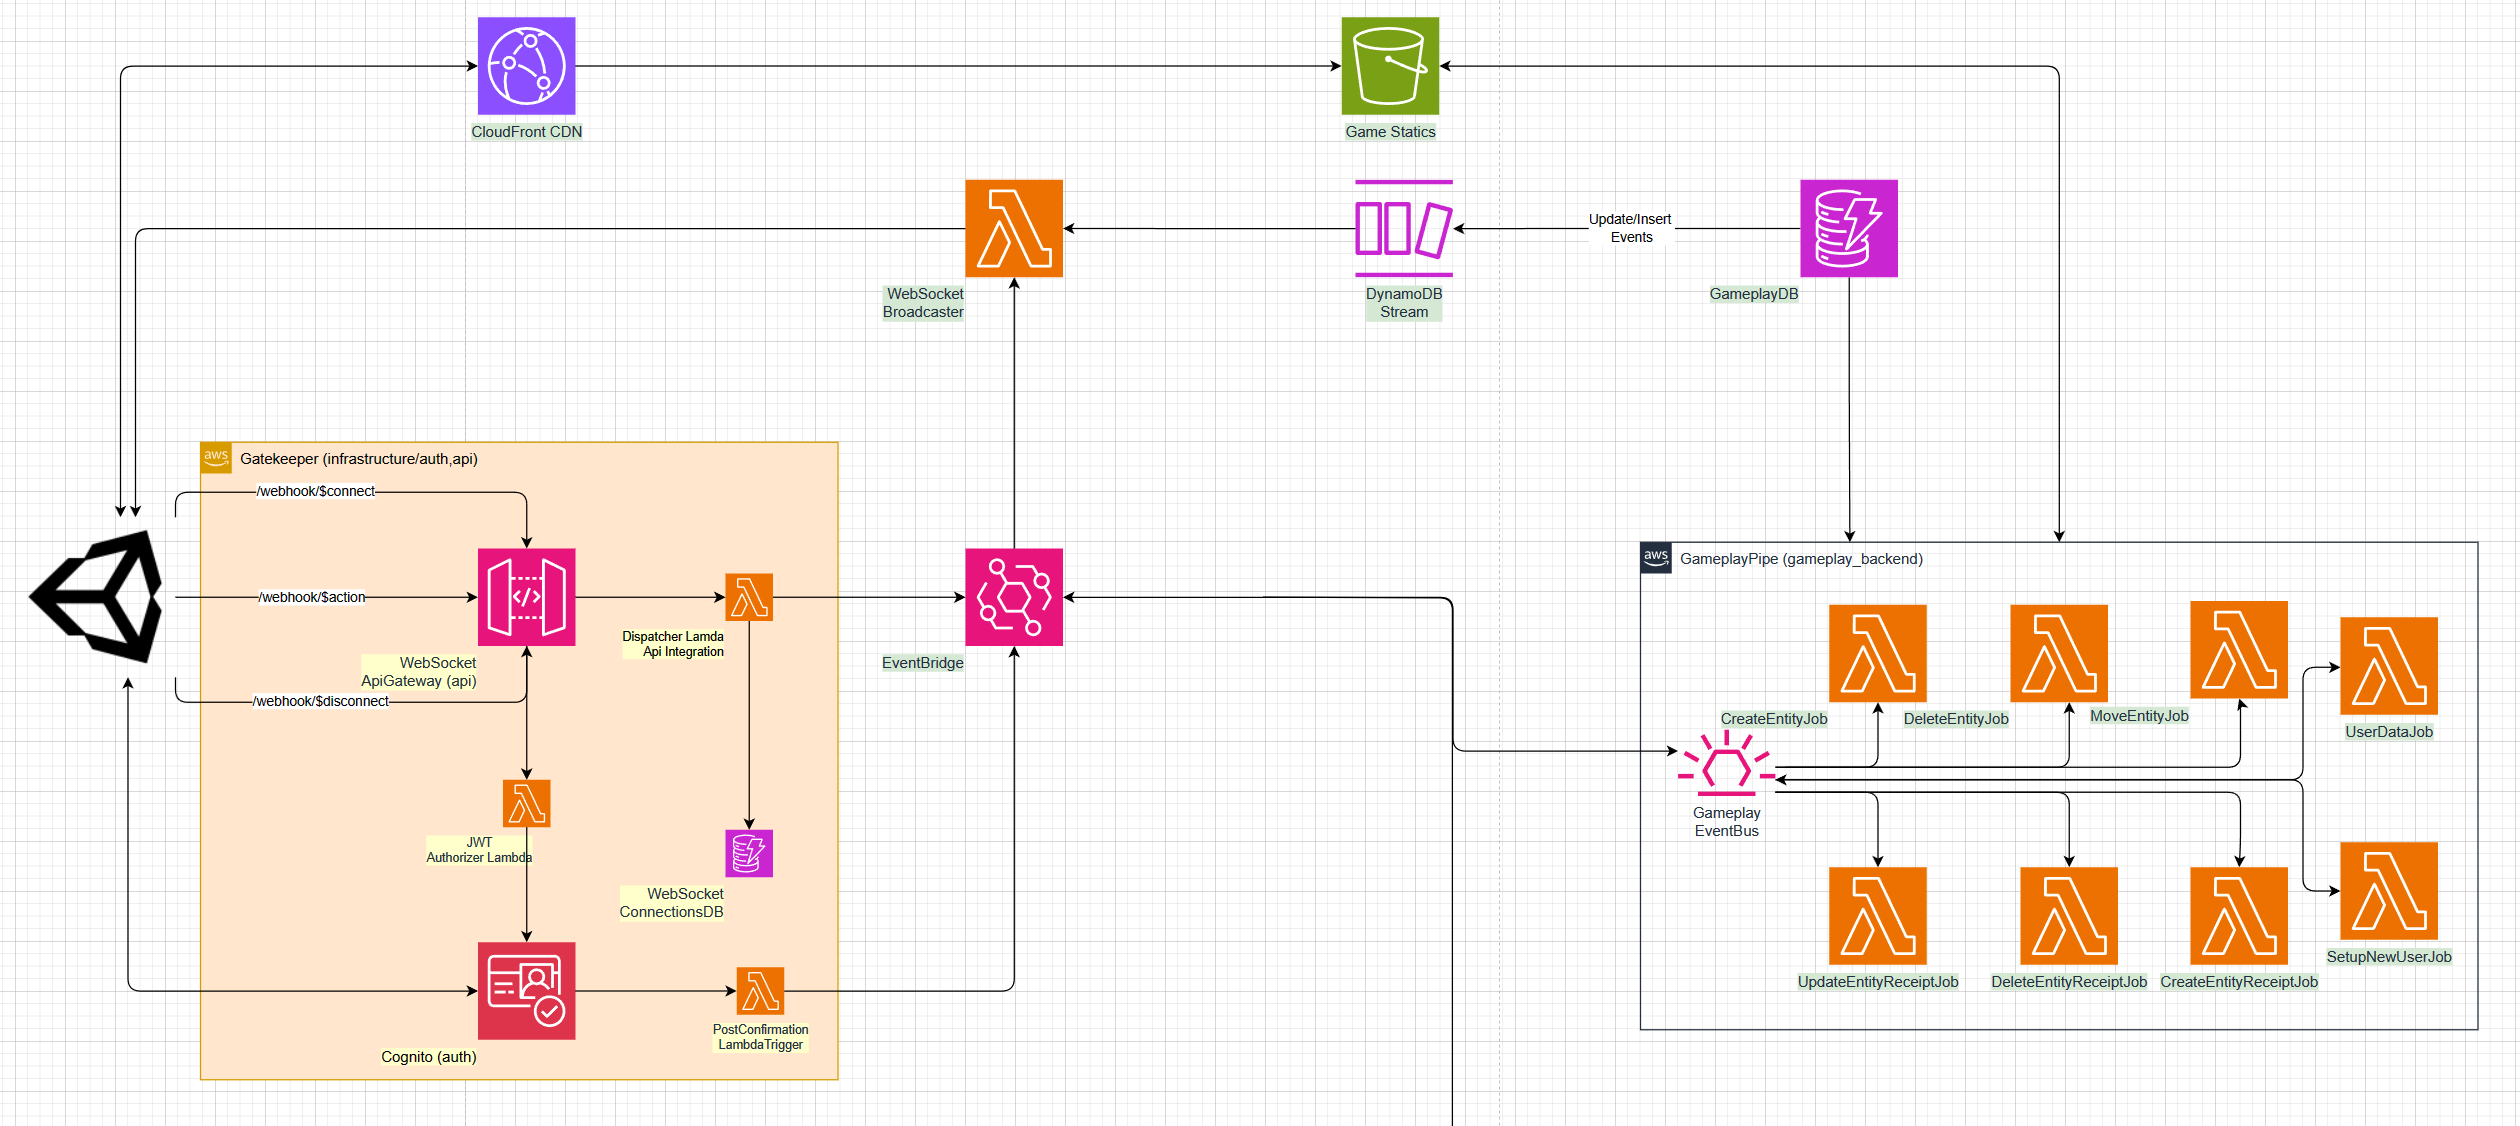 CloudFront CDN
Game Statics
WebSocket
Broadcaster
DynamoDB
Stream
Update/Insert
Events
GameplayDB
aws
Gatekeeper (infrastructure/auth,api)
/webhook/$connect
/webhook/$action
/webhook/$disconnect
WebSocket
ApiGateway (api)
Dispatcher Lamda
Api Integration
EventBridge
JWT
Authorizer Lambda
WebSocket
ConnectionsDB
Cognito (auth)
PostConfirmation
LambdaTrigger
aws
GameplayPipe (gameplay_backend)
CreateEntityJob
DeleteEntityJob
MoveEntityJob
UserDataJob
Gameplay
EventBus
UpdateEntityReceiptJob
DeleteEntityReceiptJob
CreateEntityReceiptJob
SetupNewUserJob